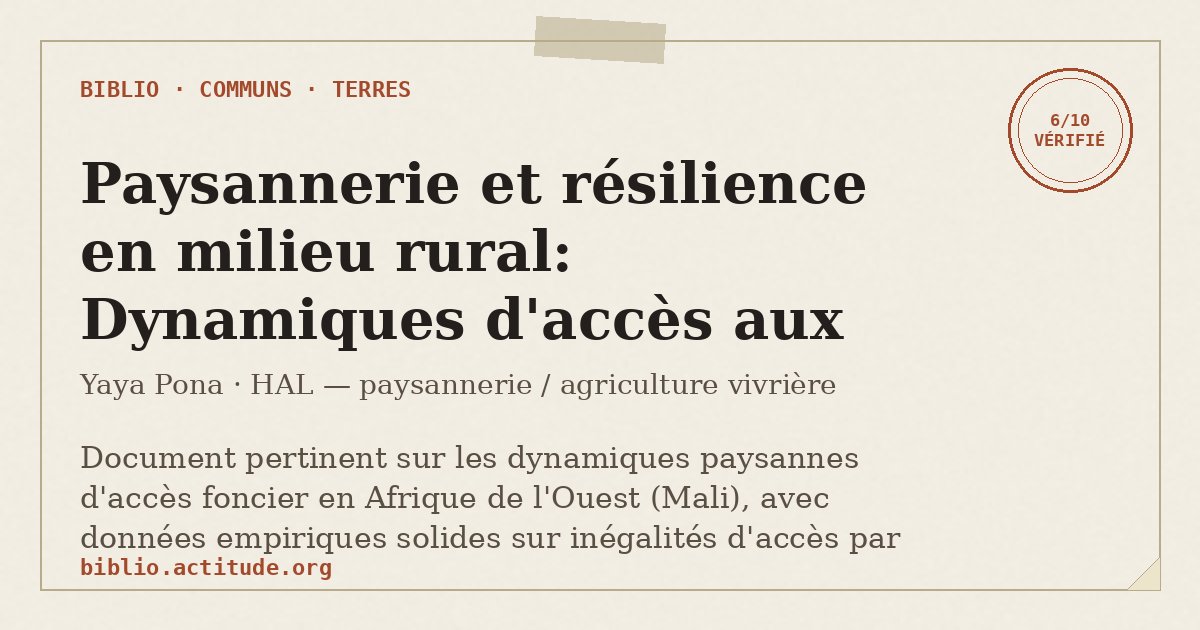 BIBLIO · COMMUNS · TERRES
6/10
VÉRIFIÉ
Paysannerie et résilience
en milieu rural:
Dynamiques d'accès aux
Yaya Pona · HAL — paysannerie / agriculture vivrière
Document pertinent sur les dynamiques paysannes
d'accès foncier en Afrique de l'Ouest (Mali), avec
données empiriques solides sur inégalités d'accès par
biblio.actitude.org